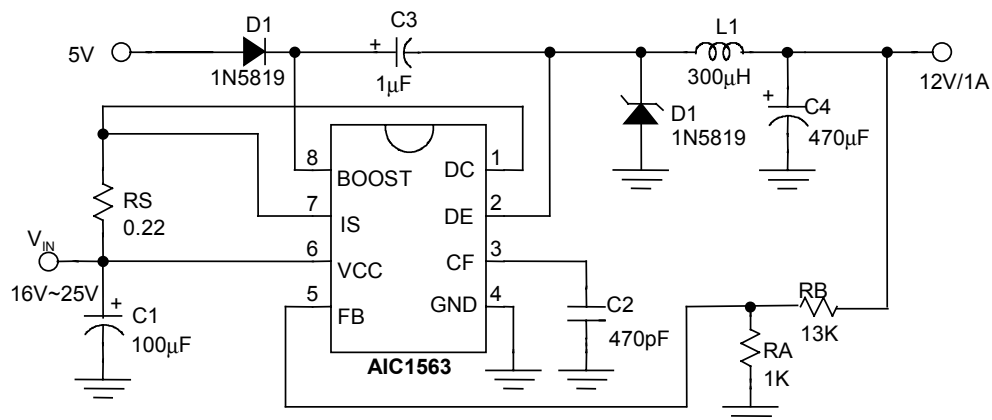 D1
C3
L1
5V
+
1N5819
1μF
300μH
12V/1A
+
D1
1N5819
C4
470μF
8
BOOST
DC
1
RS
0.22
7
IS
DE
2
VIN
6
VCC
CF
3
16V~25V
+
C1
100μF
5
FB
GND
4
C2
470pF
RB
13K
RA
1K
AIC1563